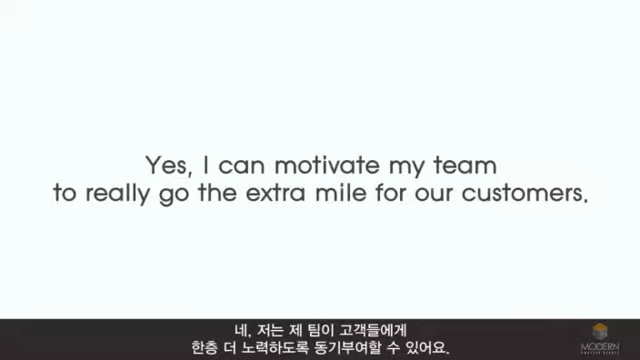 Yes, I can motivate my team
to really go the extra mile for our customers.
네, 저는 제 팀이 고객들에게
한층 더 노력하도록 동기부여할 수 있어요.
MODERN